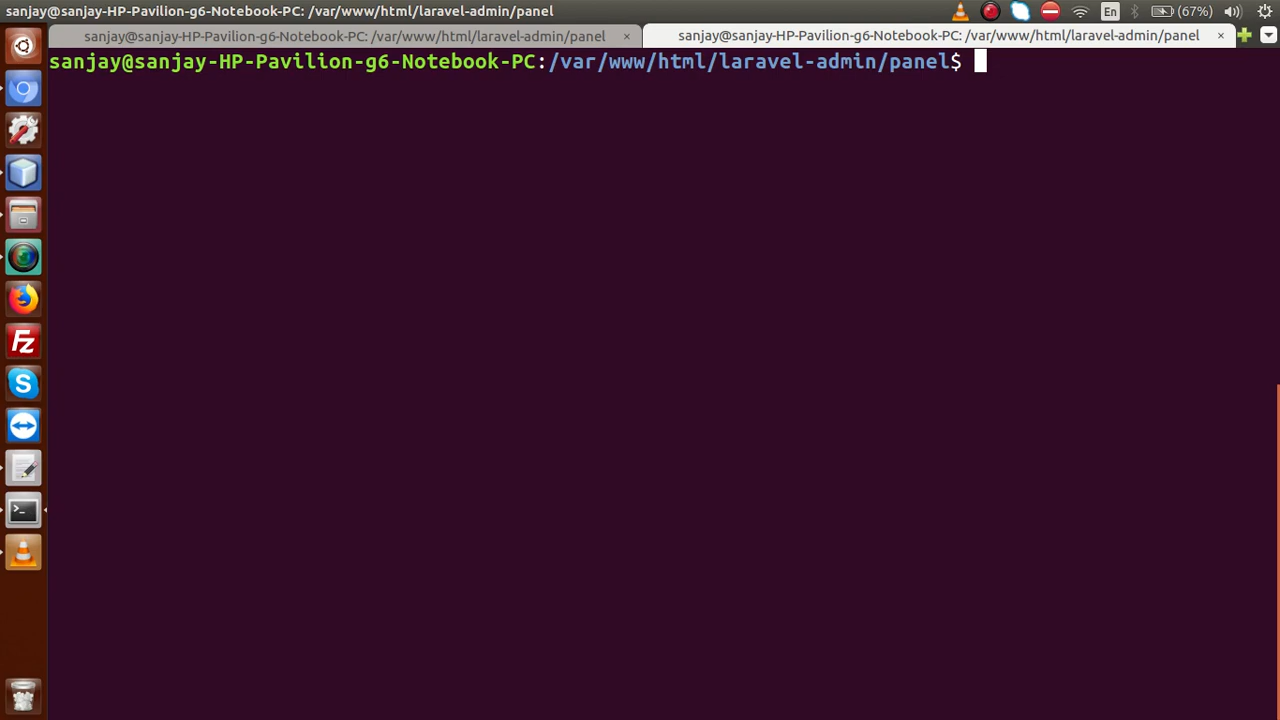 sanjay@sanjay-HP-Pavilion-g6-Notebook-PC: /var/www/html/laravel-admin/panel
En
(67%)
sanjay@sanjay-HP-Pavilion-g6-Notebook-PC: /var/www/html/laravel-admin/panel ×
sanjay@sanjay-HP-Pavilion-g6-Notebook-PC: /var/www/html/laravel-admin/panel ×
sanjay@sanjay-HP-Pavilion-g6-Notebook-PC:/var/www/html/laravel-admin/panel$
Fz
S
>_